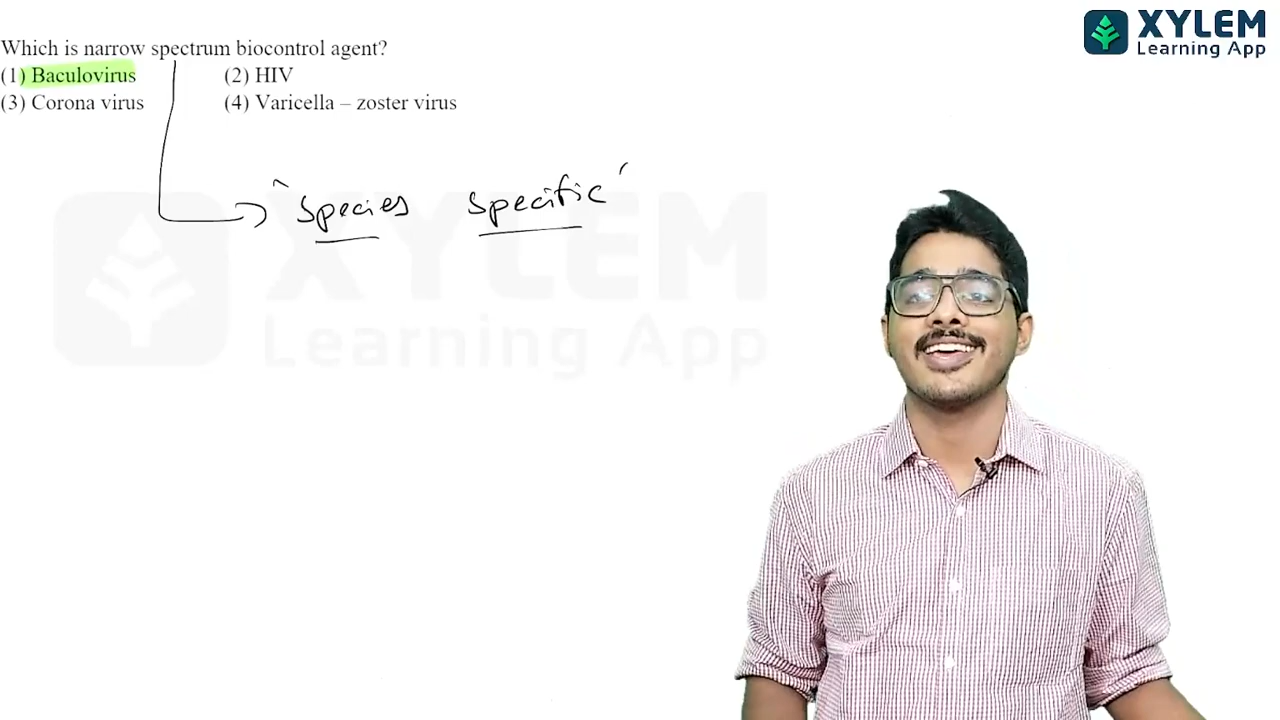 XYLEM
Learning App
Which is narrow spectrum biocontrol agent?
(1) Baculovirus (2) HIV
(3) Corona virus (4) Varicella – zoster virus
"Species specific"
XYLEM
Learning App